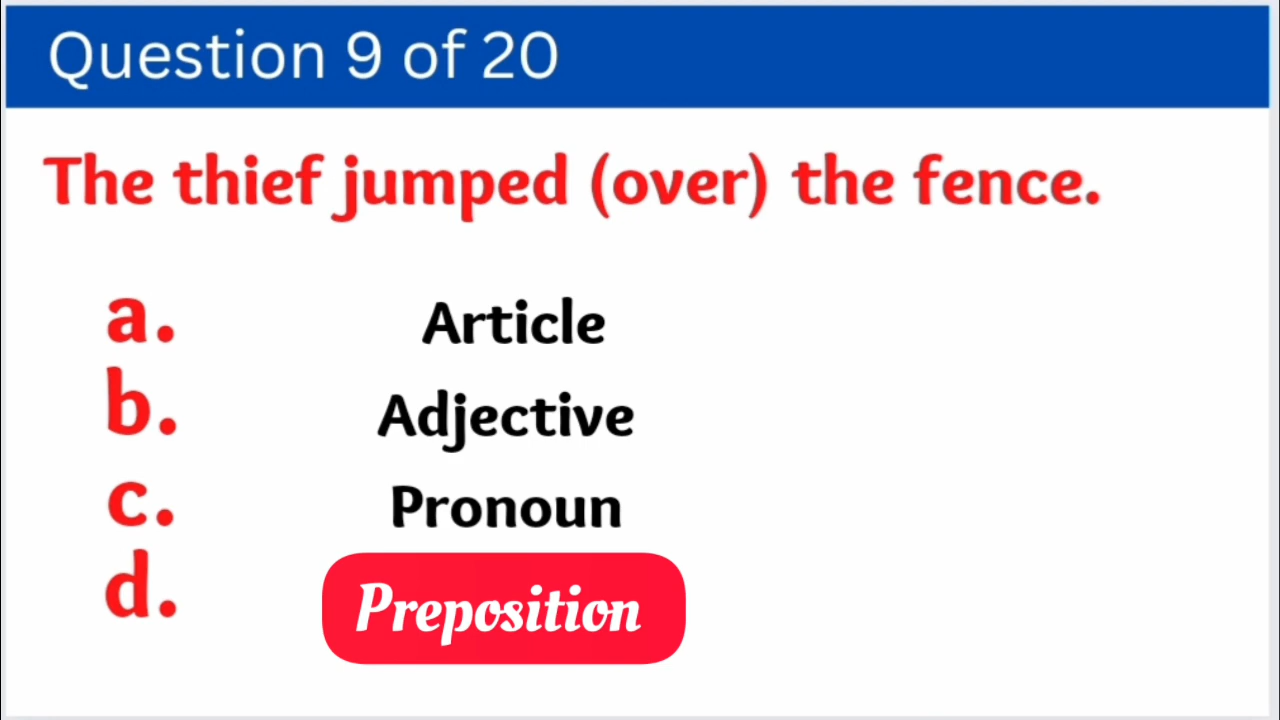 Question 9 of 20
The thief jumped (over) the fence.
a. Article
b. Adjective
c. Pronoun
d. Preposition